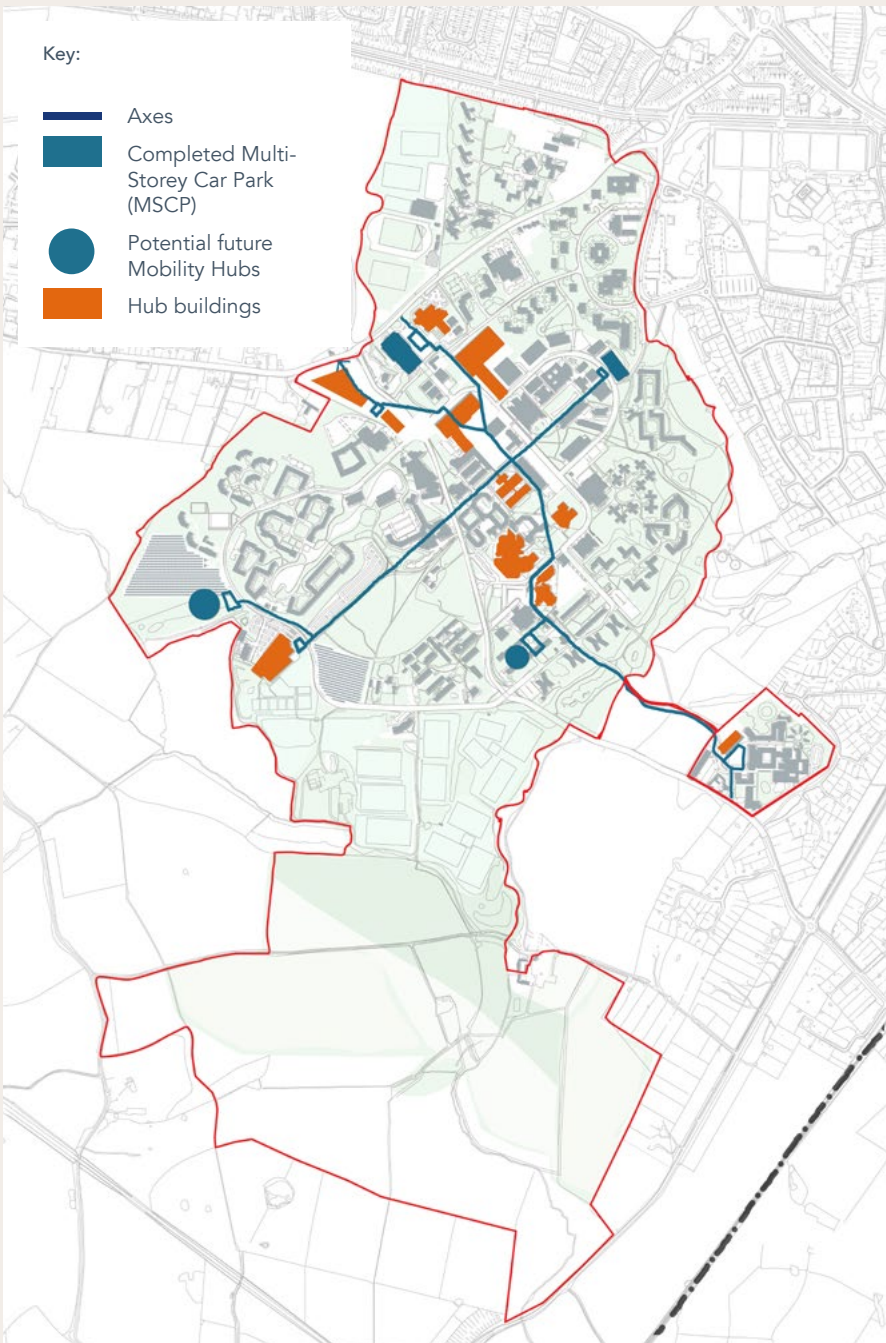 Key:
Axes
Completed Multi-
Storey Car Park
(MSCP)
Potential future
Mobility Hubs
Hub buildings